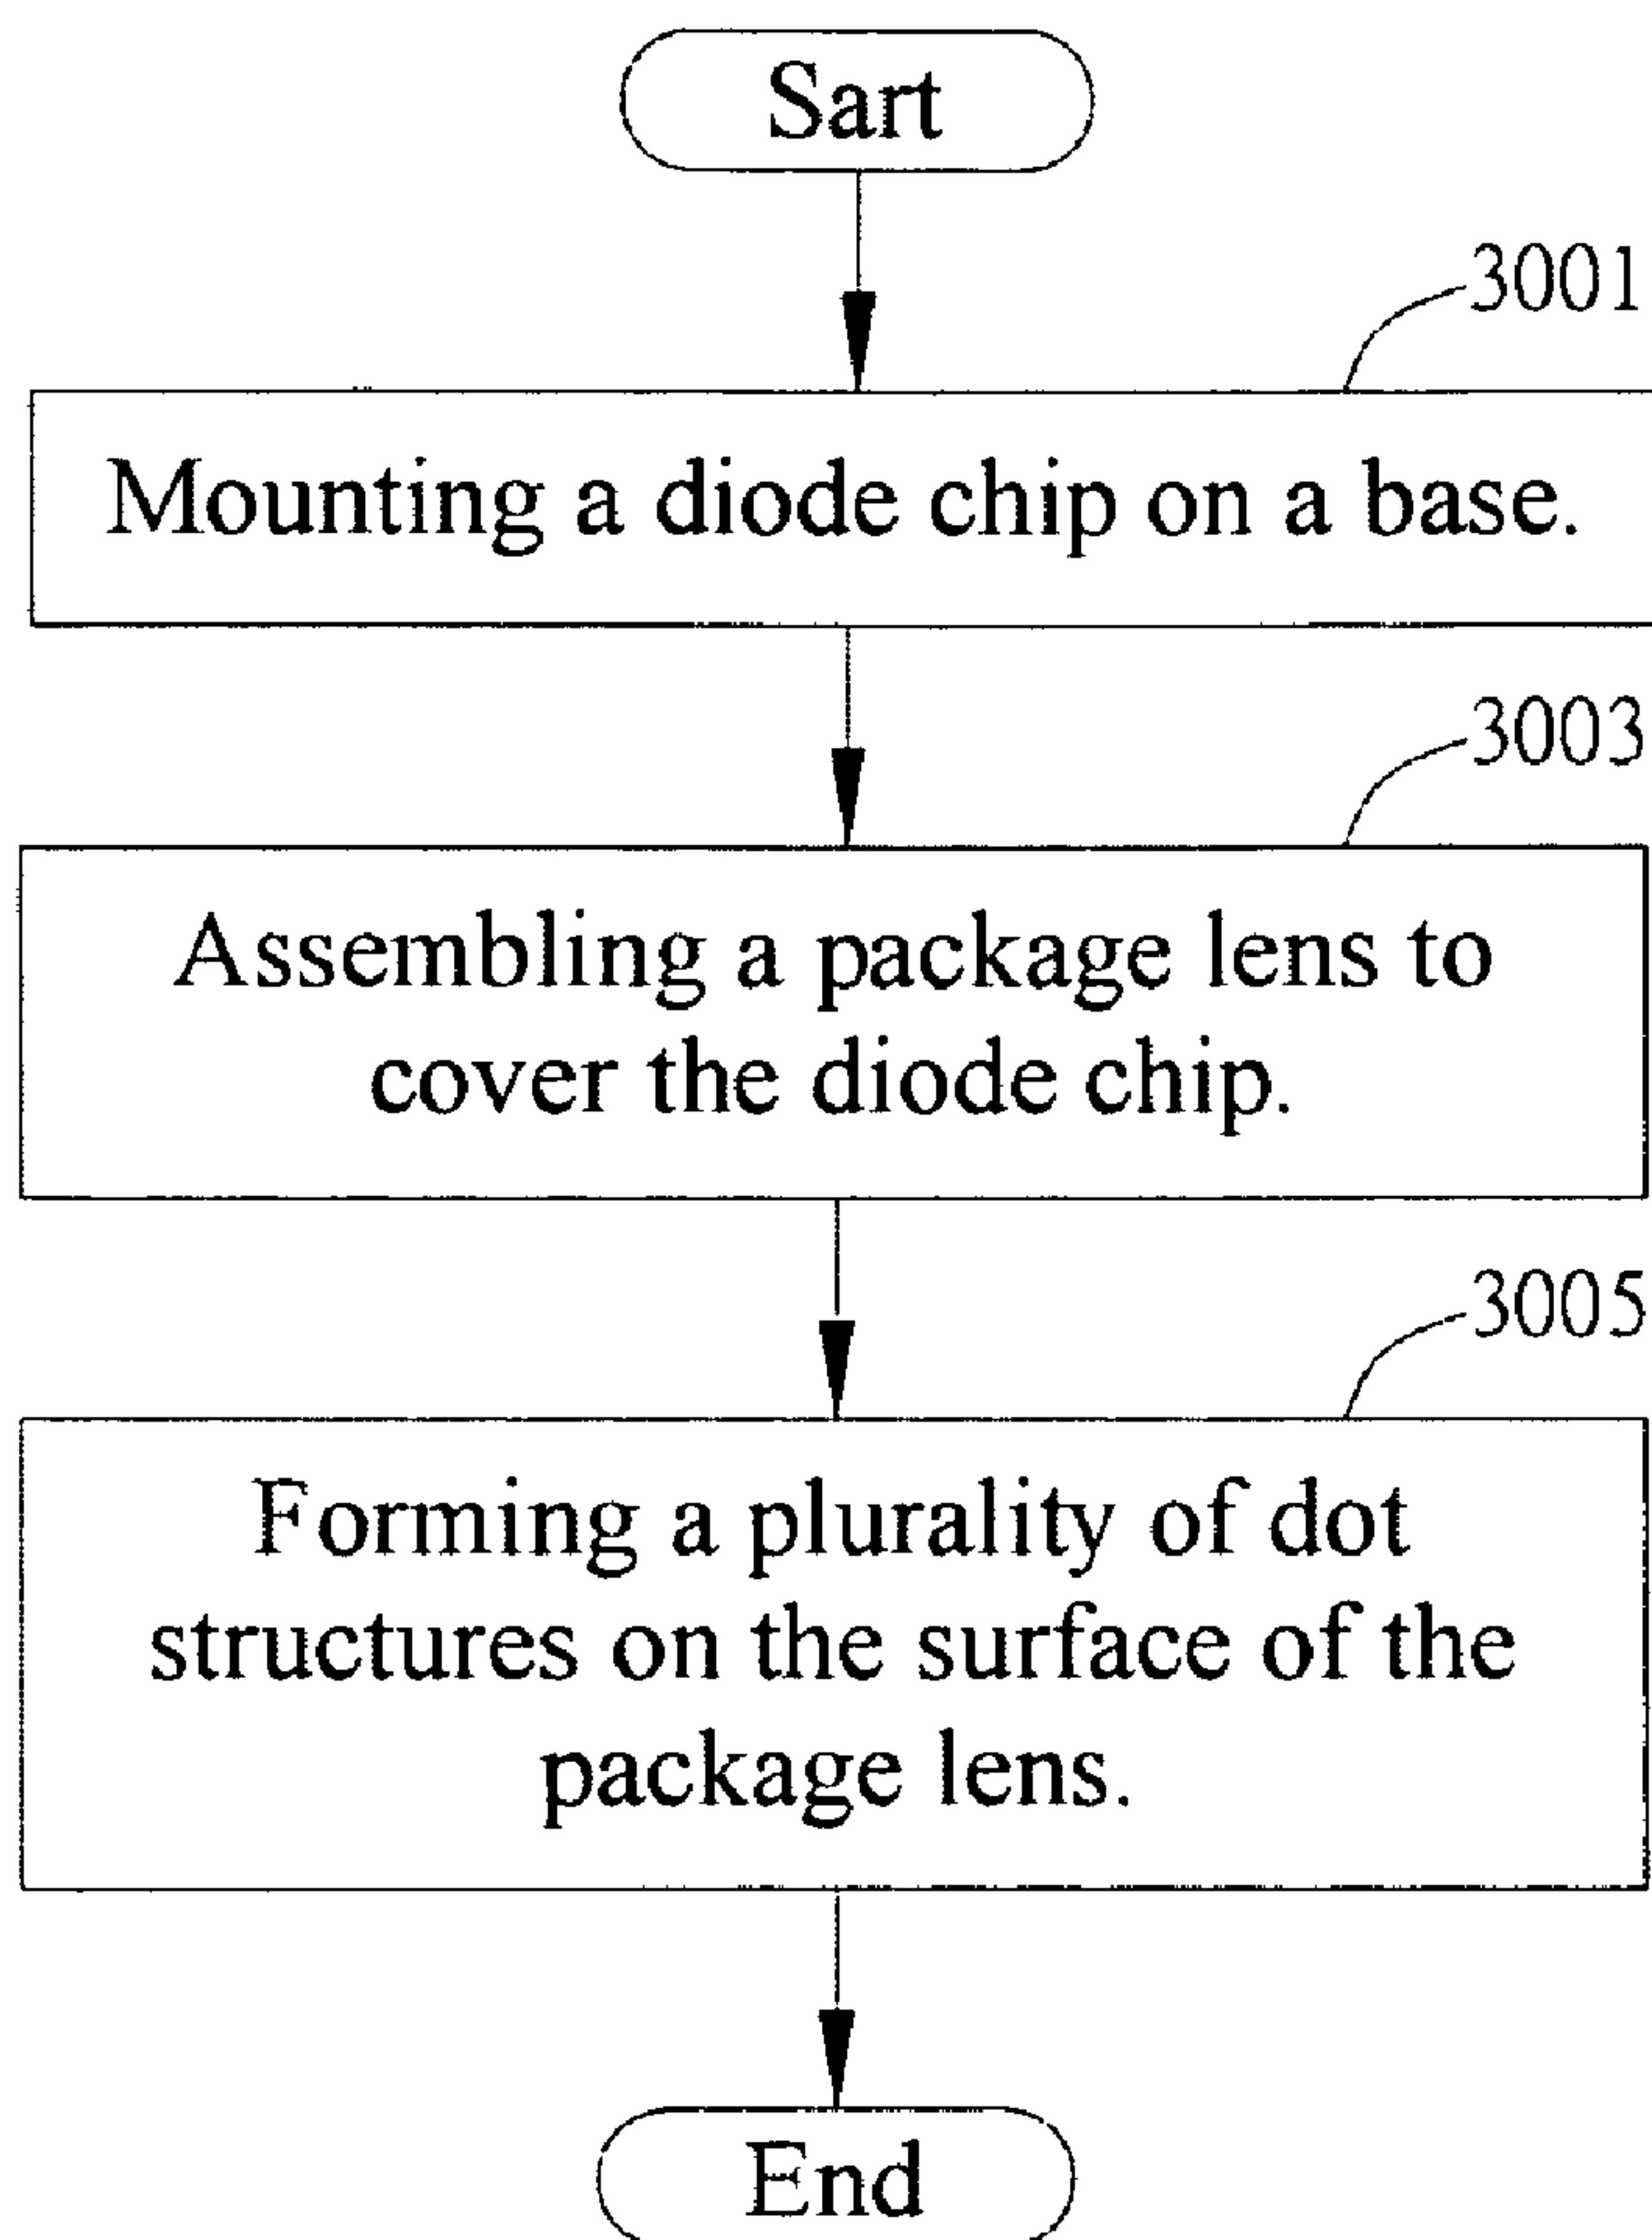 Sart
3001
Mounting a diode chip on a base.
3003
Assembling a package lens to
cover the diode chip.
3005
Forming a plurality of dot
structures on the surface of the
package lens.
End